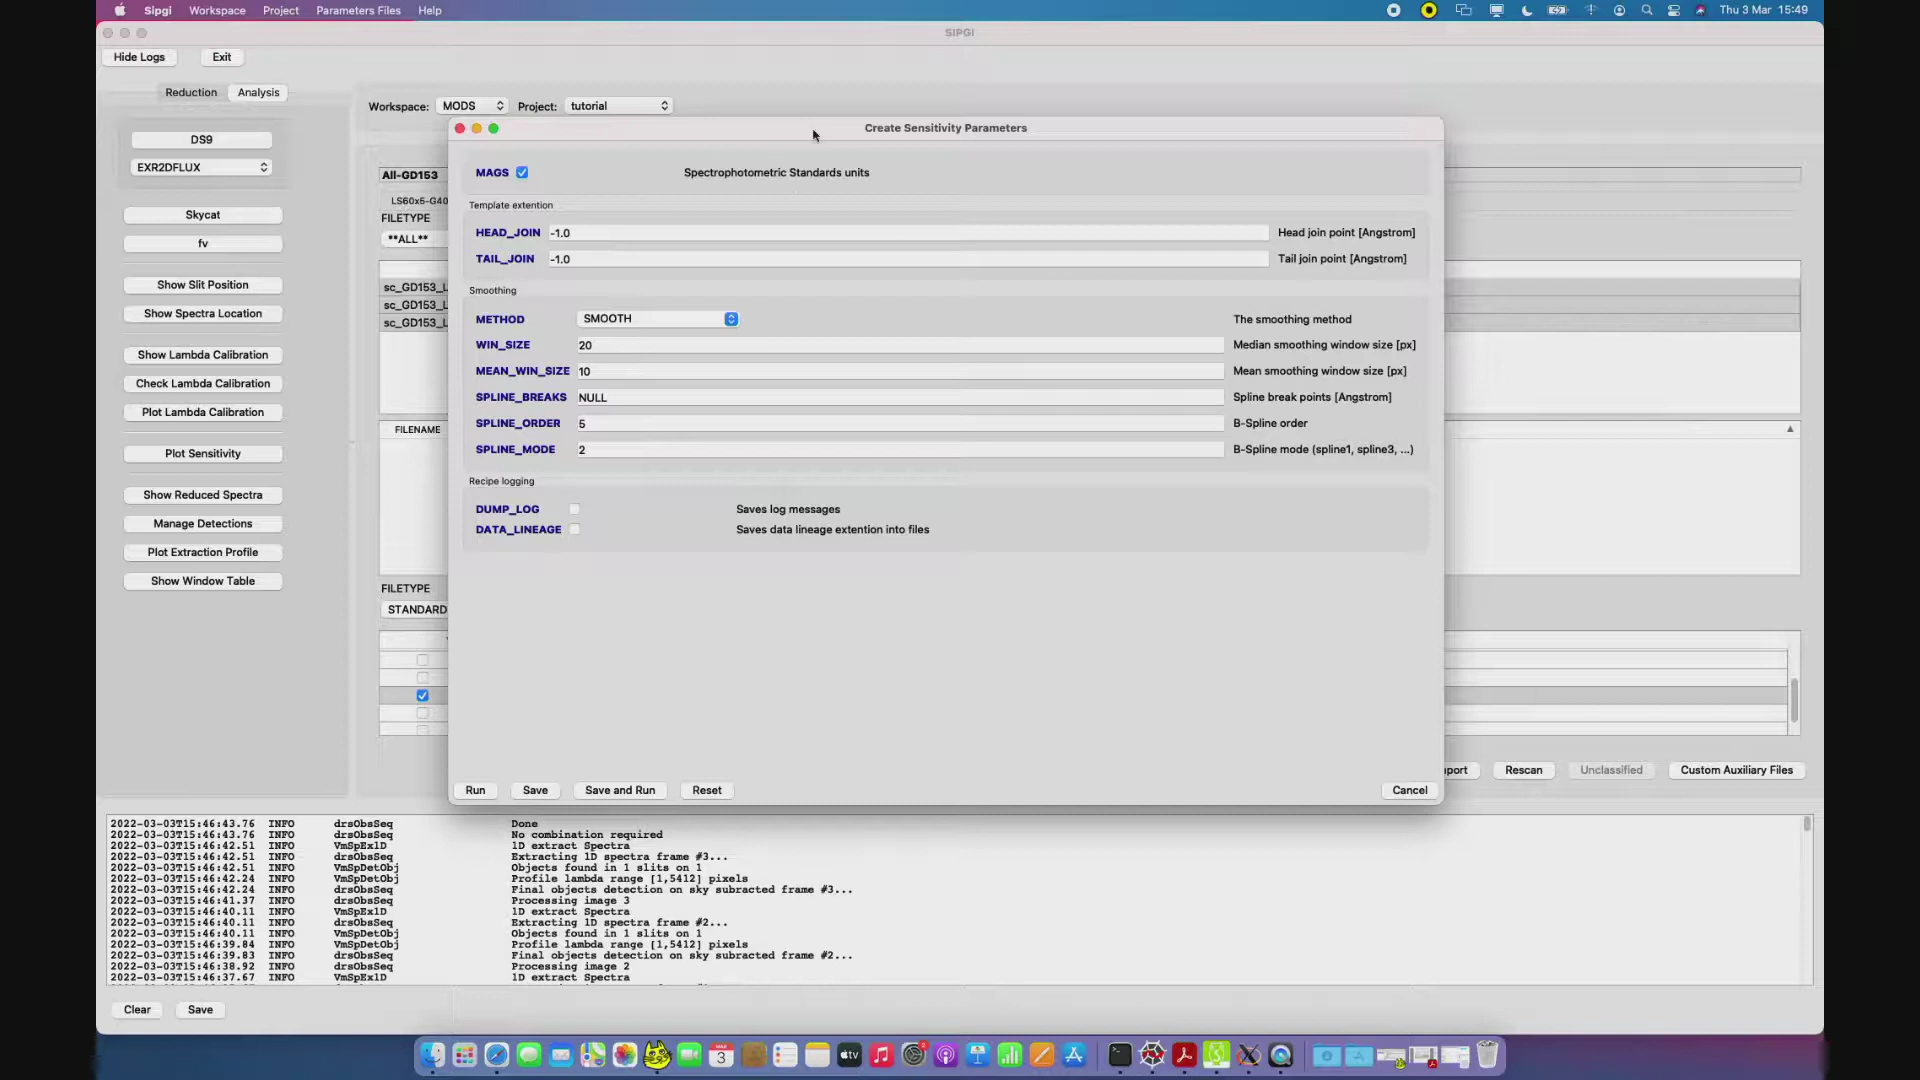 Sipgi Workspace Project Parameters Files Help Thu 3 Mar 15:49
SIPGI
Hide Logs Exit
Reduction Analysis
Workspace: MODS Project: tutorial
DS9
EXR2DFLUX
Skycat
fv
Show Slit Position
Show Spectra Location
Show Lambda Calibration
Check Lambda Calibration
Plot Lambda Calibration
Plot Sensitivity
Show Reduced Spectra
Manage Detections
Plot Extraction Profile
Show Window Table
All-GD153
LS60x5-G40
FILETYPE
**ALL**
sc_GD153_L
sc_GD153_L
sc_GD153_L
FILENAME
FILETYPE
STANDARD
Create Sensitivity Parameters
MAGS Spectrophotometric Standards units
Template extention
HEAD_JOIN -1.0 Head join point [Angstrom]
TAIL_JOIN -1.0 Tail join point [Angstrom]
Smoothing
METHOD SMOOTH The smoothing method
WIN_SIZE 20 Median smoothing window size [px]
MEAN_WIN_SIZE 10 Mean smoothing window size [px]
SPLINE_BREAKS NULL Spline break points [Angstrom]
SPLINE_ORDER 5 B-Spline order
SPLINE_MODE 2 B-Spline mode (spline1, spline3, ...)
Recipe logging
DUMP_LOG Saves log messages
DATA_LINEAGE Saves data lineage extention into files
Run Save Save and Run Reset Cancel
port Rescan Unclassified Custom Auxiliary Files
2022-03-03T15:46:43.76 INFO drsObsSeq Done
2022-03-03T15:46:43.76 INFO drsObsSeq No combination required
2022-03-03T15:46:42.51 INFO VmSpEx1D 1D extract Spectra
2022-03-03T15:46:42.51 INFO drsObsSeq Extracting 1D spectra frame #3...
2022-03-03T15:46:42.51 INFO VmSpDetObj Objects found in 1 slits on 1
2022-03-03T15:46:42.24 INFO VmSpDetObj Profile lambda range [1,5412] pixels
2022-03-03T15:46:42.24 INFO drsObsSeq Final objects detection on sky subracted frame #3...
2022-03-03T15:46:41.37 INFO drsObsSeq Processing image 3
2022-03-03T15:46:40.11 INFO VmSpEx1D 1D extract Spectra
2022-03-03T15:46:40.11 INFO drsObsSeq Extracting 1D spectra frame #2...
2022-03-03T15:46:40.11 INFO VmSpDetObj Objects found in 1 slits on 1
2022-03-03T15:46:39.84 INFO VmSpDetObj Profile lambda range [1,5412] pixels
2022-03-03T15:46:39.83 INFO drsObsSeq Final objects detection on sky subracted frame #2...
2022-03-03T15:46:38.92 INFO drsObsSeq Processing image 2
2022-03-03T15:46:37.67 INFO VmSpEx1D 1D extract Spectra
Clear Save
MAR
3
tv